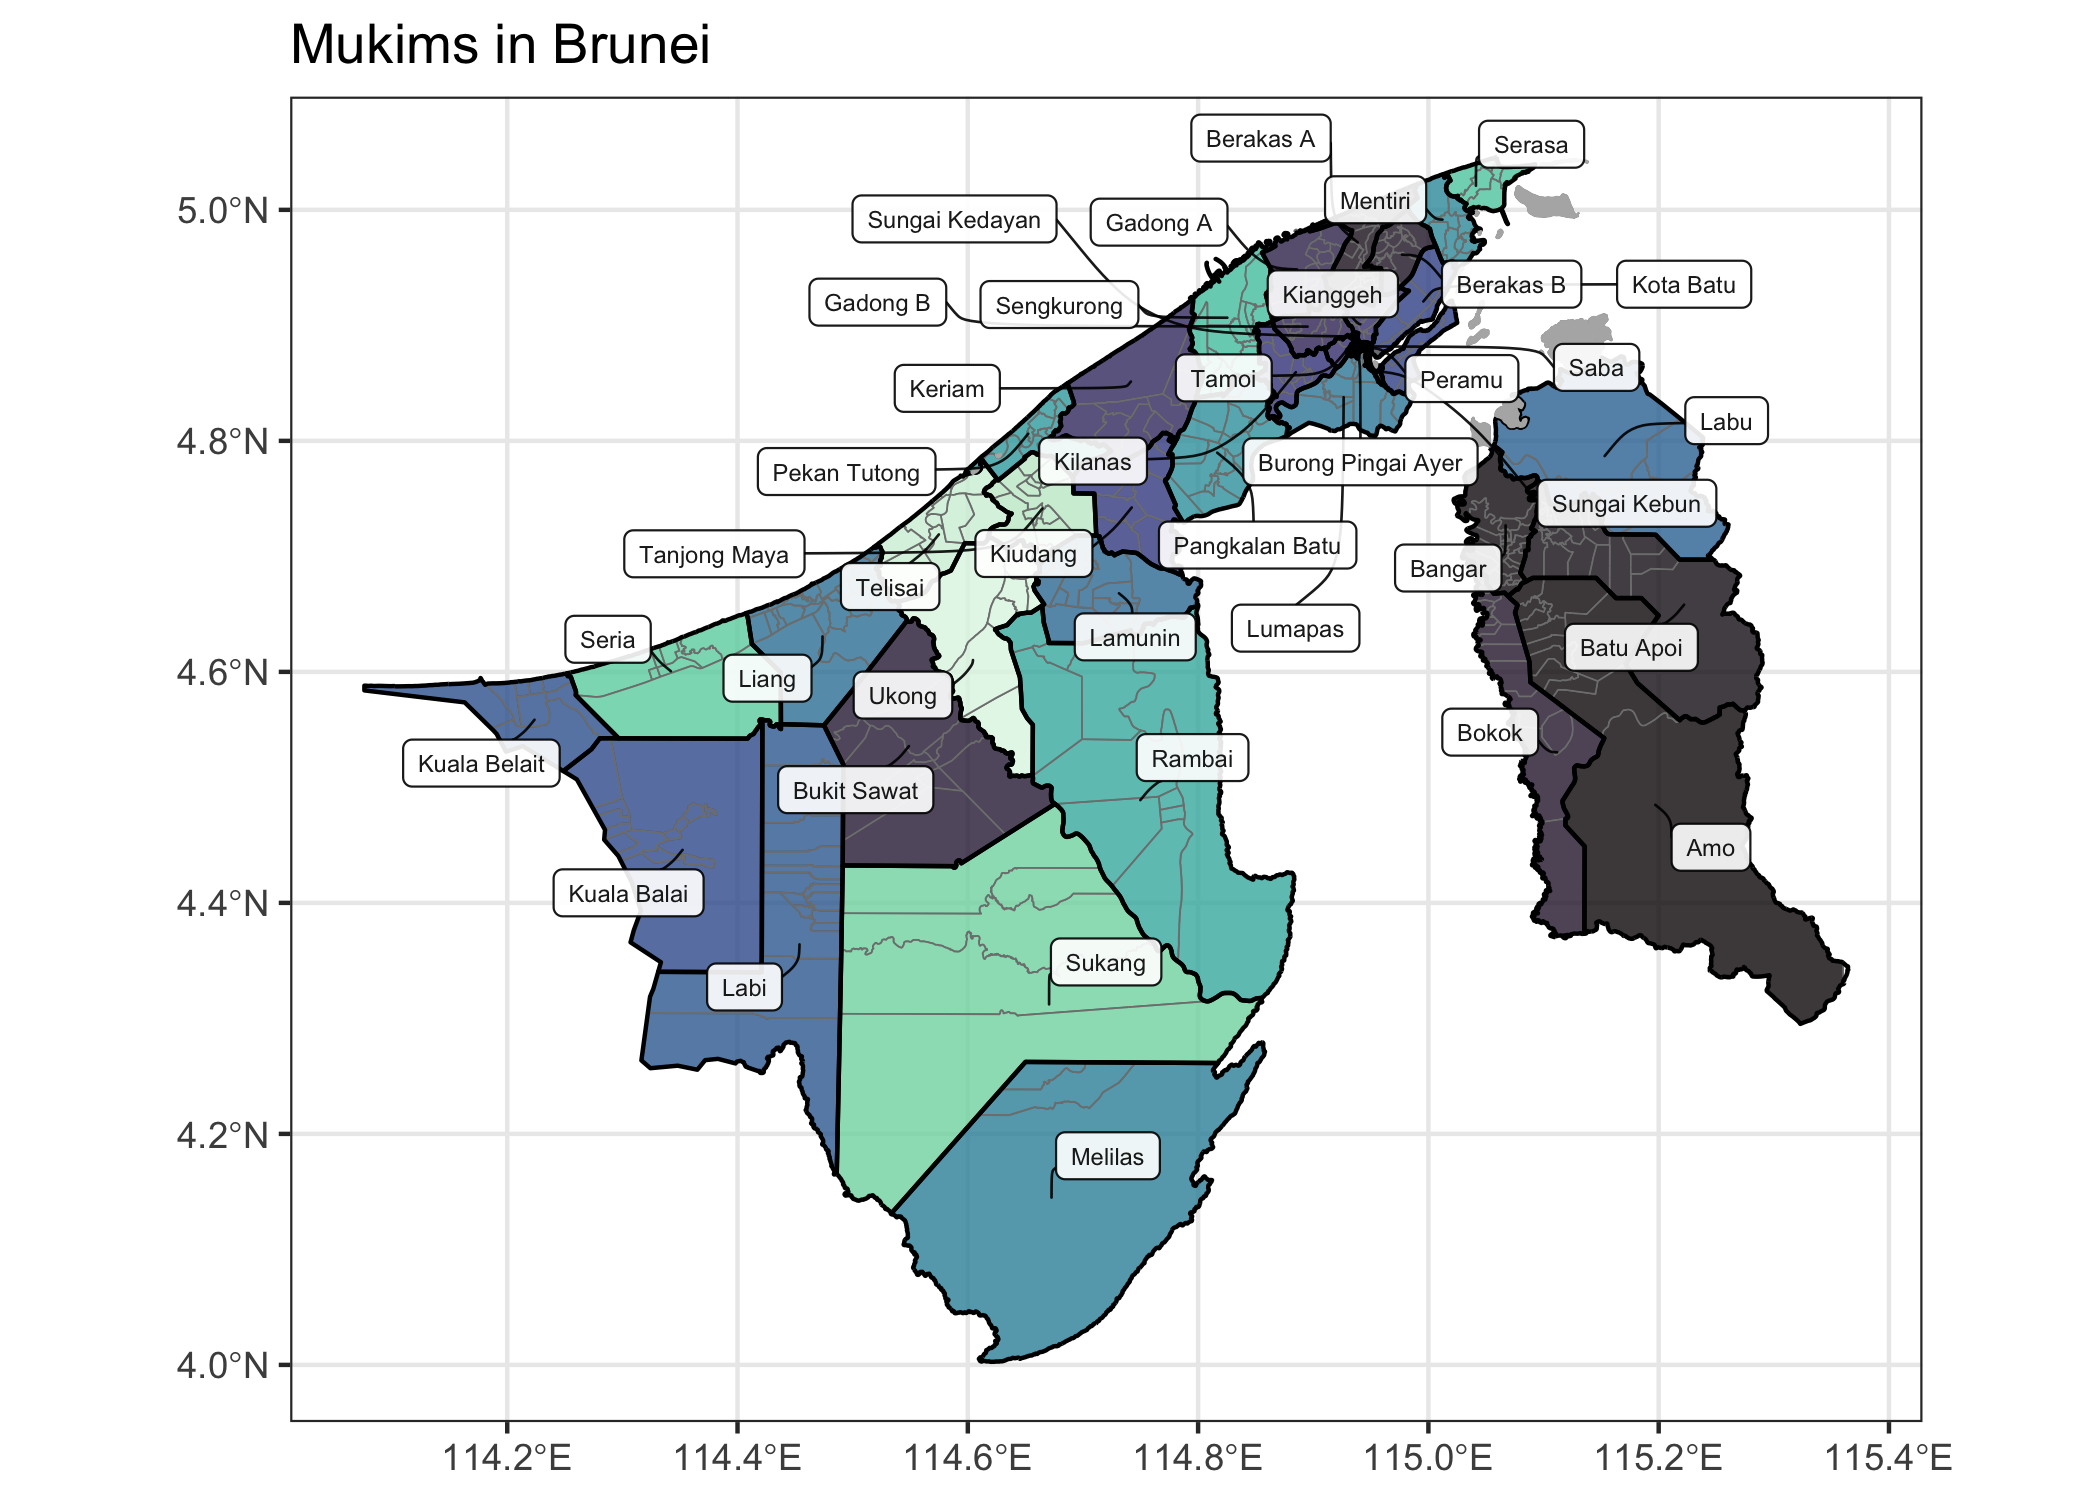 Mukims in Brunei
Berakas A
Serasa
Mentiri
Sungai Kedayan
Gadong A
5.0°N
Berakas B
Kota Batu
Kianggeh
Gadong B
Sengkurong
Saba
Tamoi
Peramu
Keriam
Labu
4.8°N
Kilanas
Burong Pingai Ayer
Pekan Tutong
Sungai Kebun
Pangkalan Batu
Tanjong Maya
Kiudang
Bangar
Telisai
Lumapas
Seria
Lamunin
Batu Apoi
4.6°N
Liang
Ukong
Bokok
Rambai
Kuala Belait
Bukit Sawat
Amo
Kuala Balai
4.4°N
Sukang
Labi
Melilas
4.2°N
4.0°N
114.2°E
114.4°E
114.6°E
114.8°E
115.0°E
115.2°E
115.4°E